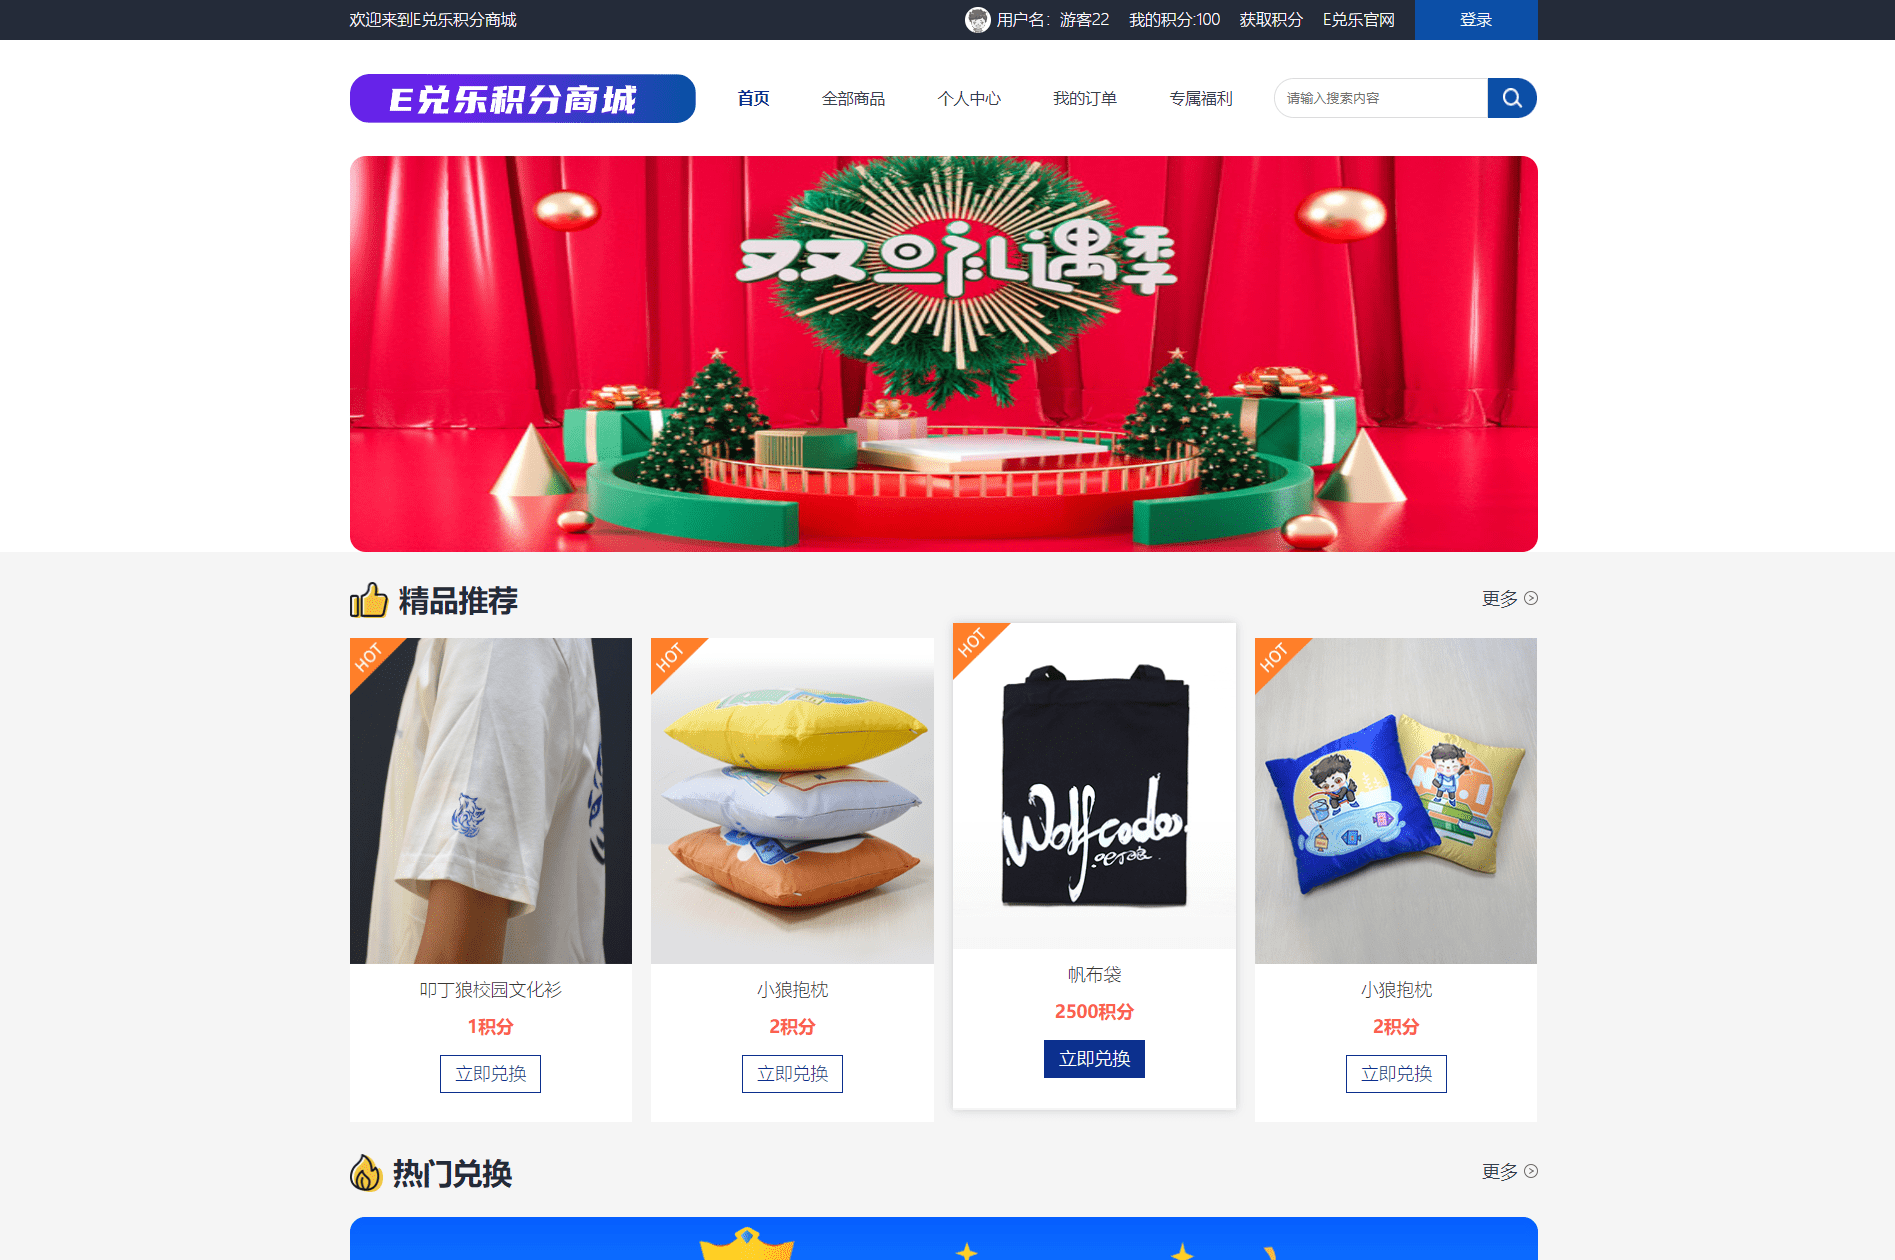 欢迎来到E兑乐积分商城
用户名：游客22
我的积分:100
获取积分
E兑乐官网
登录
E兑乐积分商城
首页
全部商品
个人中心
我的订单
专属福利
请输入搜索内容
双旦礼遇季
精品推荐
更多
HOT
HOT
HOT
HOT
Wolfcode
叩丁狼
NO.1
叩丁狼校园文化衫
1积分
立即兑换
小狼抱枕
2积分
立即兑换
帆布袋
2500积分
立即兑换
小狼抱枕
2积分
立即兑换
热门兑换
更多